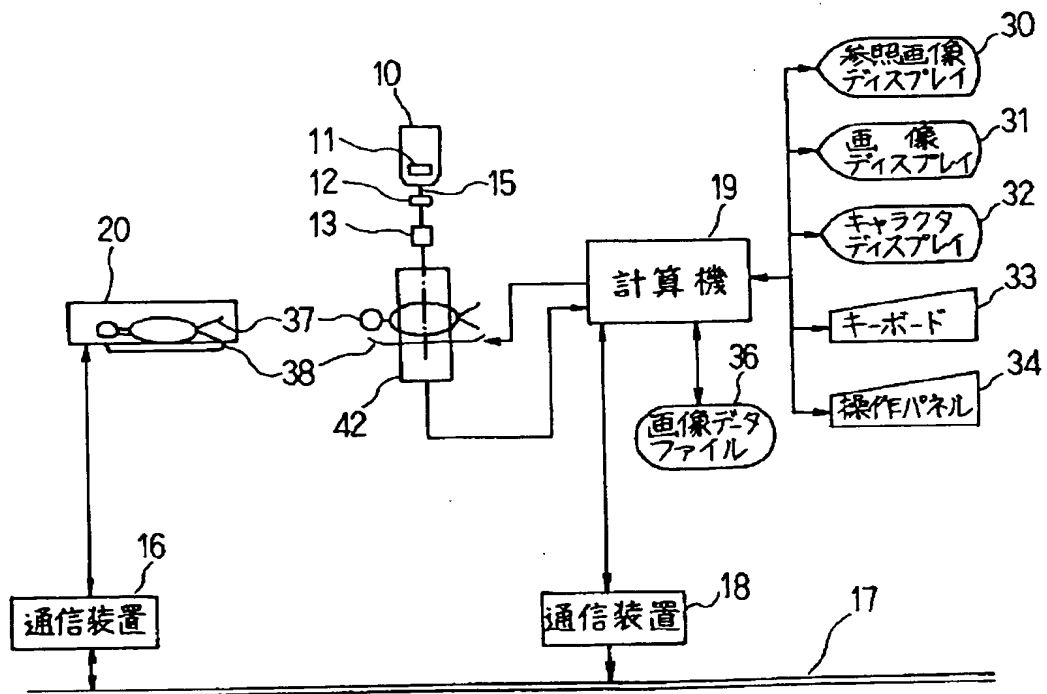 30
参照画像
ディスプレイ
10
31
画 像
ディスプレイ
11
12
15
32
キャラクタ
ディスプレイ
19
13
計算機
33
キーボード
20
37
38
34
操作パネル
42
36
画像データ
ファイル
16
通信装置
18
通信装置
17